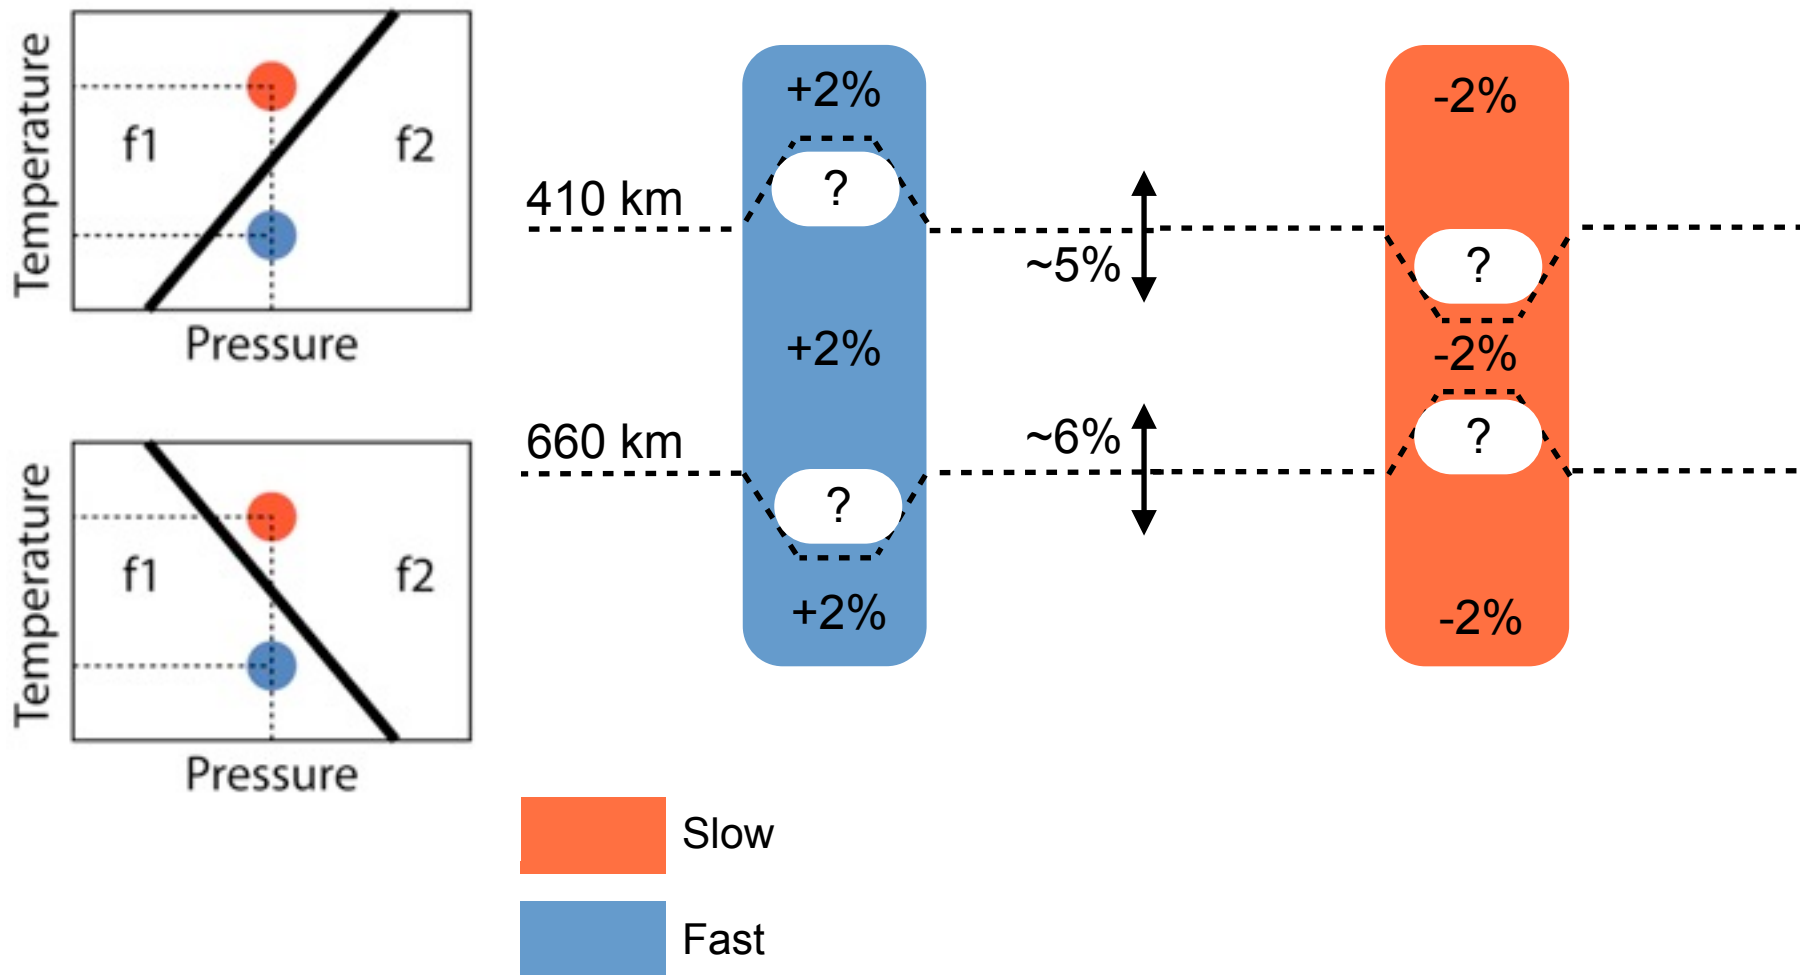 Temperature
f1
f2
Pressure
Temperature
f1
f2
Pressure
410 km
660 km
+2%
?
+2%
?
+2%
~5%
~6%
-2%
?
-2%
?
-2%
Slow
Fast